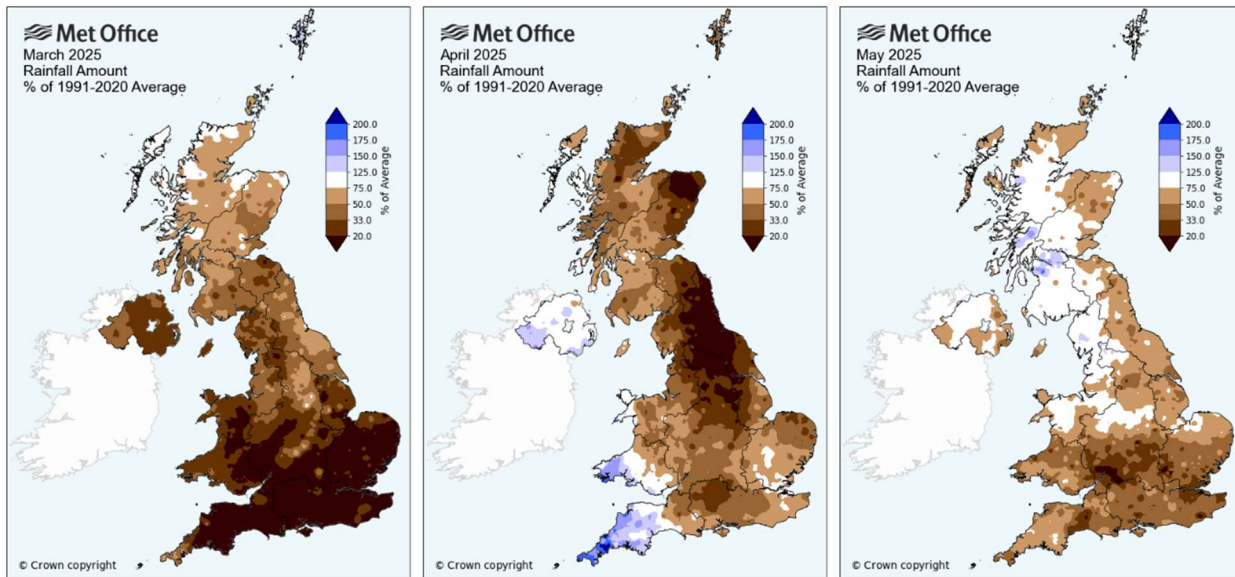 Met Office
March 2025
Rainfall Amount
% of 1991-2020 Average
200.0
175.0
150.0
125.0
75.0
50.0
33.0
20.0
% of Average
© Crown copyright
Met Office
April 2025
Rainfall Amount
% of 1991-2020 Average
200.0
175.0
150.0
125.0
75.0
50.0
33.0
20.0
% of Average
© Crown copyright
Met Office
May 2025
Rainfall Amount
% of 1991-2020 Average
200.0
175.0
150.0
125.0
75.0
50.0
33.0
20.0
% of Average
© Crown copyright